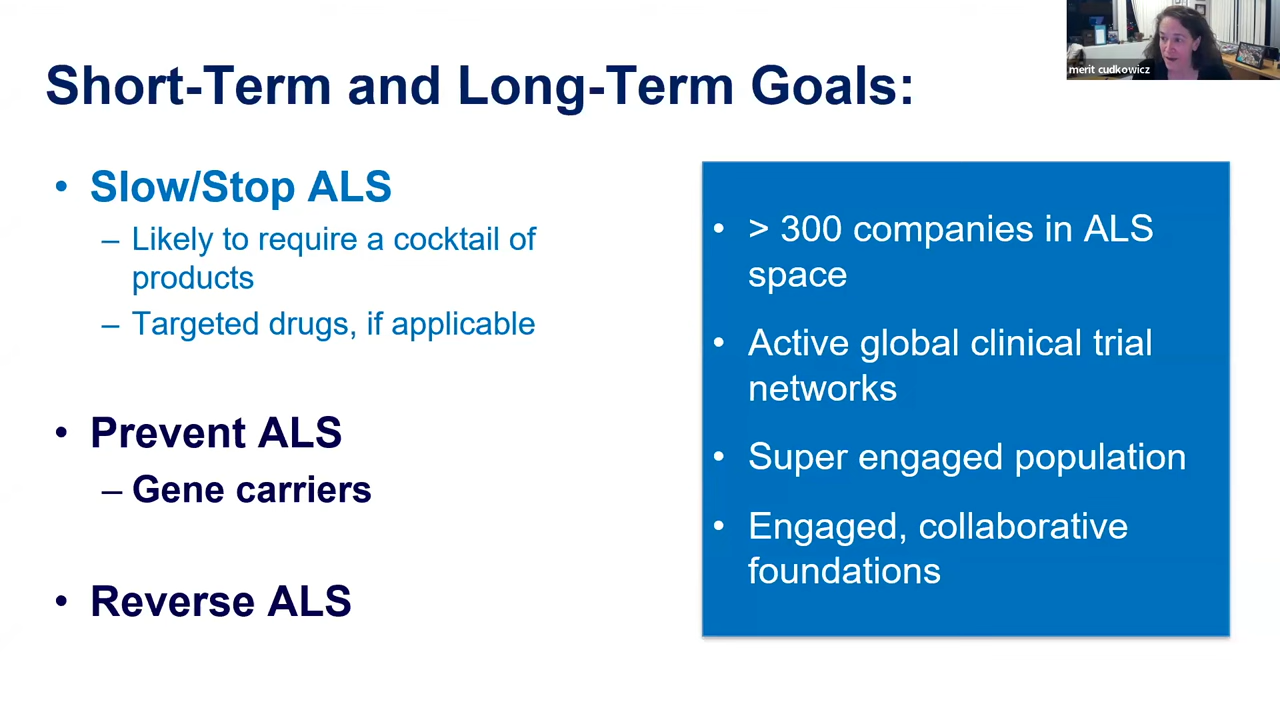 merit cudkowicz
Short-Term and Long-Term Goals:
• Slow/Stop ALS
– Likely to require a cocktail of
products
– Targeted drugs, if applicable
• Prevent ALS
– Gene carriers
• Reverse ALS
• > 300 companies in ALS
space
• Active global clinical trial
networks
• Super engaged population
• Engaged, collaborative
foundations